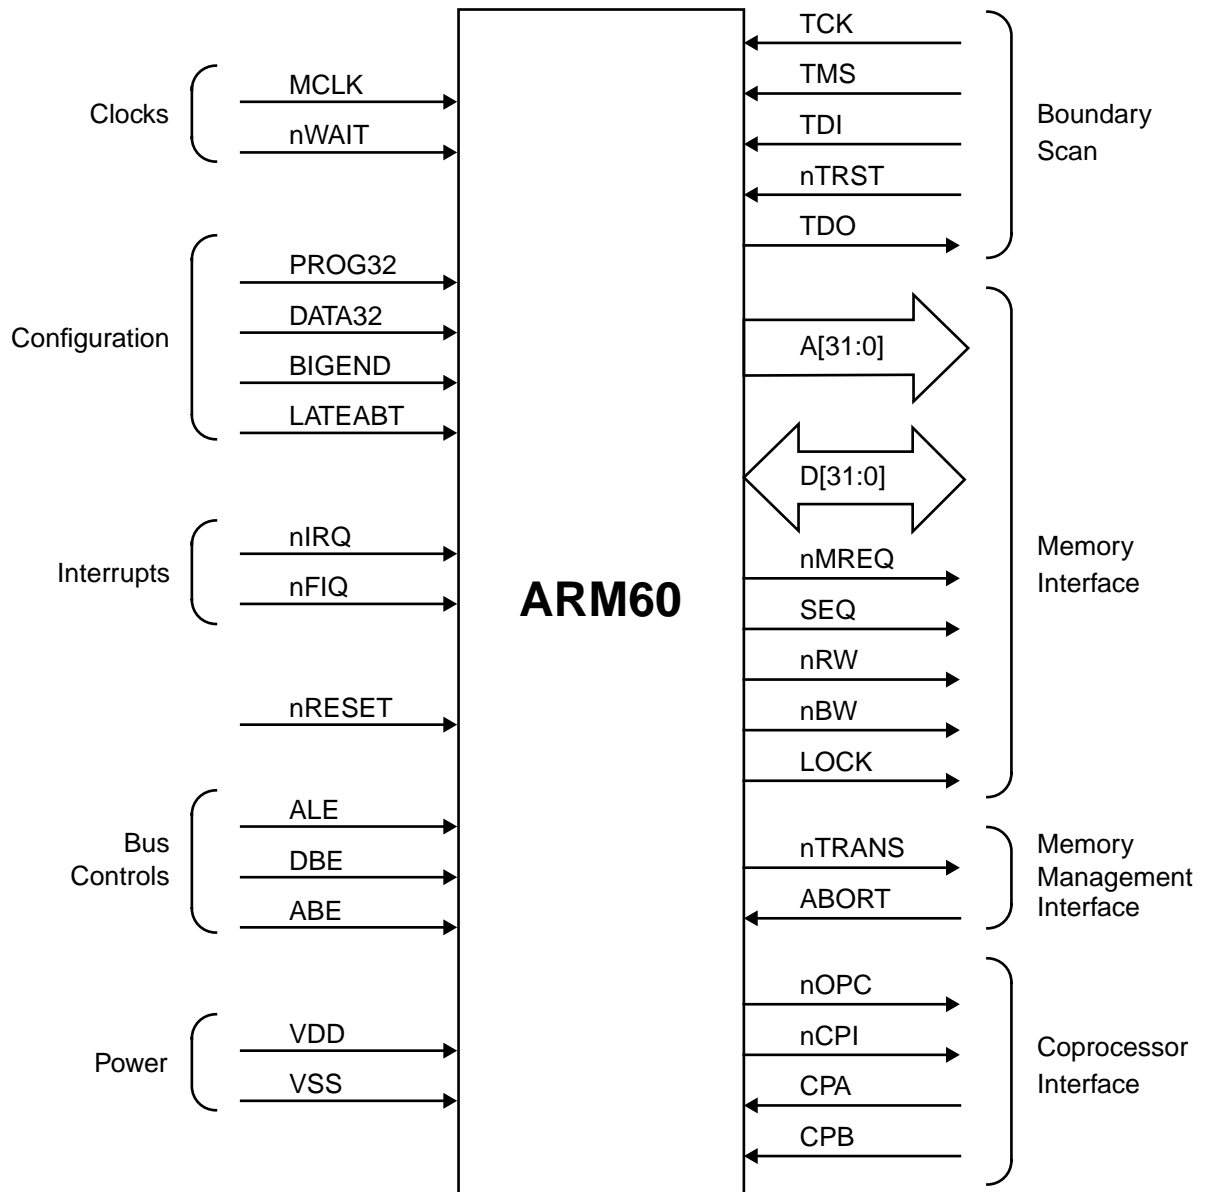 Clocks
MCLK
nWAIT
Configuration
PROG32
DATA32
BIGEND
LATEABT
Interrupts
nIRQ
nFIQ
nRESET
Bus
Controls
ALE
DBE
ABE
Power
VDD
VSS
ARM60
TCK
TMS
TDI
nTRST
TDO
Boundary
Scan
A[31:0]
D[31:0]
nMREQ
SEQ
nRW
nBW
LOCK
Memory
Interface
nTRANS
ABORT
Memory
Management
Interface
nOPC
nCPI
CPA
CPB
Coprocessor
Interface